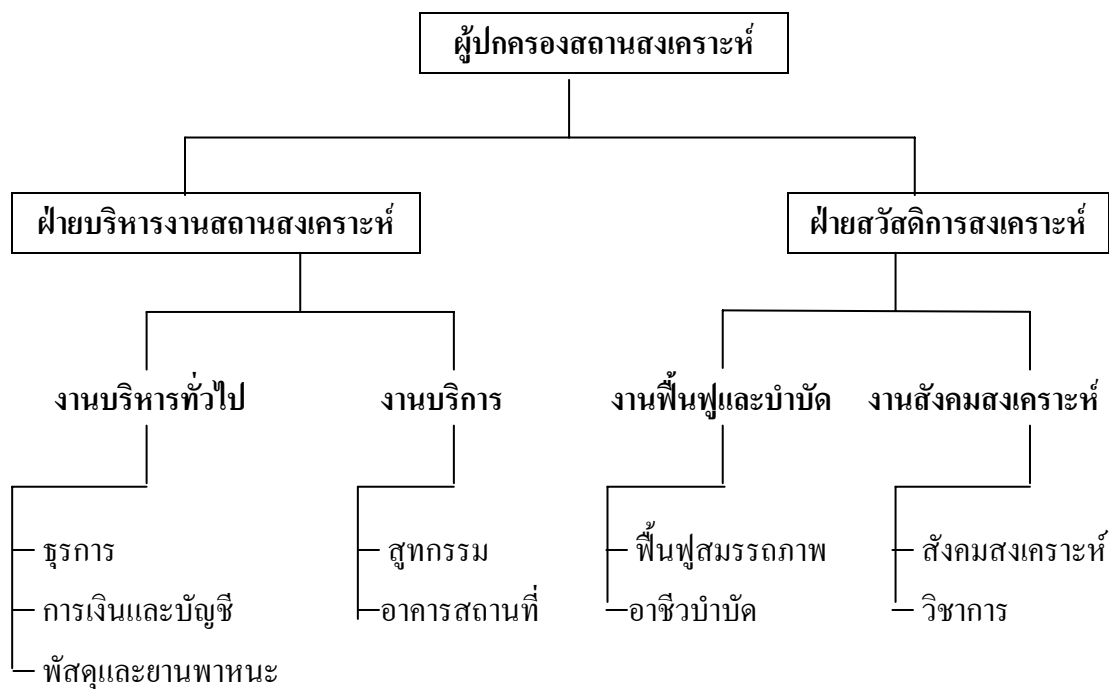 ผู้ปกครองสถานสงเคราะห์
ฝ่ายบริหารงานสถานสงเคราะห์
ฝ่ายสวัสดิการสงเคราะห์
งานบริหารทั่วไป
งานบริการ
งานฟื้นฟูและบำบัด
งานสังคมสงเคราะห์
ธุรการ
การเงินและบัญชี
พัสดุและยานพาหนะ
สูทกรรม
อาคารสถานที่
ฟื้นฟูสมรรถภาพ
อาชีวบำบัด
สังคมสงเคราะห์
วิชาการ